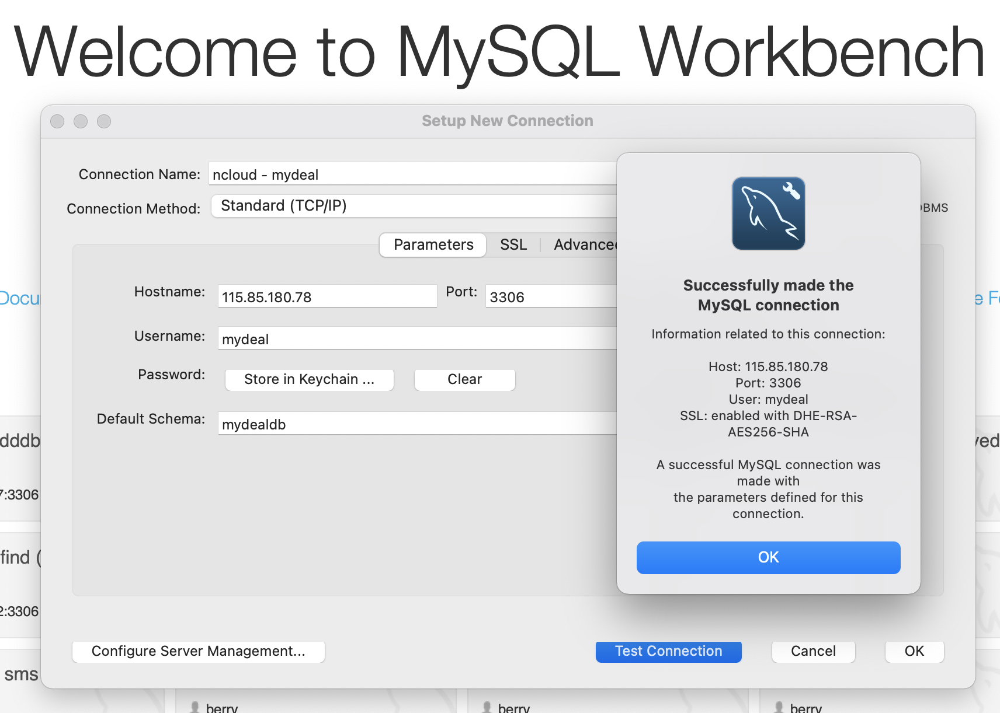 Welcome to MySQL Workbench
Setup New Connection
Connection Name: ncloud - mydeal
Connection Method: Standard (TCP/IP)
Parameters SSL Advanced
Hostname: 115.85.180.78 Port: 3306
Username: mydeal
Password: Store in Keychain ... Clear
Default Schema: mydealdb
Successfully made the
MySQL connection
Information related to this connection:
Host: 115.85.180.78
Port: 3306
User: mydeal
SSL: enabled with DHE-RSA-
AES256-SHA
A successful MySQL connection was
made with
the parameters defined for this
connection.
OK
Configure Server Management... Test Connection Cancel OK
Docu
dddb
:3306
find (
2:3306
sms
berry berry berry